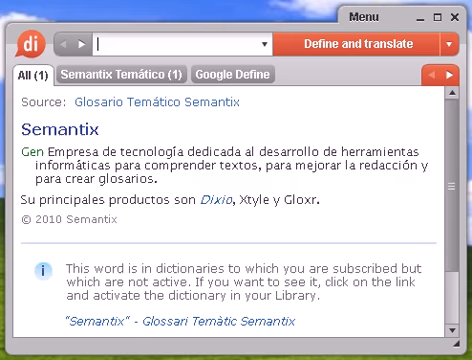 Menu
di
Define and translate
All (1) Semantix Temático (1) Google Define
Source: Glosario Temático Semantix
Semantix
Gen Empresa de tecnología dedicada al desarrollo de herramientas
informáticas para comprender textos, para mejorar la redacción y
para crear glosarios.
Su principales productos son Dixio, Xtyle y Gloxr.
© 2010 Semantix
i
This word is in dictionaries to which you are subscribed but
which are not active. If you want to see it, click on the link
and activate the dictionary in your Library.
"Semantix" - Glossari Temàtic Semantix